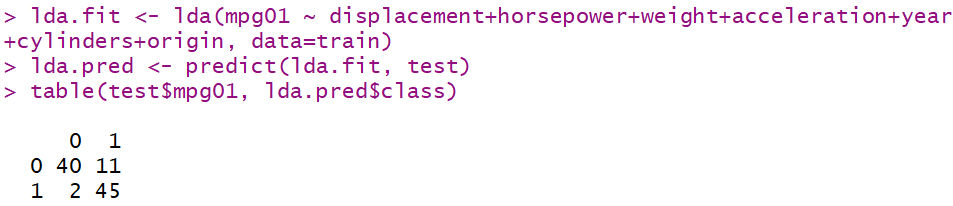 > lda.fit <- lda(mpg01 ~ displacement+horsepower+weight+acceleration+year
+cylinders+origin, data=train)
> lda.pred <- predict(lda.fit, test)
> table(test$mpg01, lda.pred$class)
     0  1
  0 40 11
  1  2 45